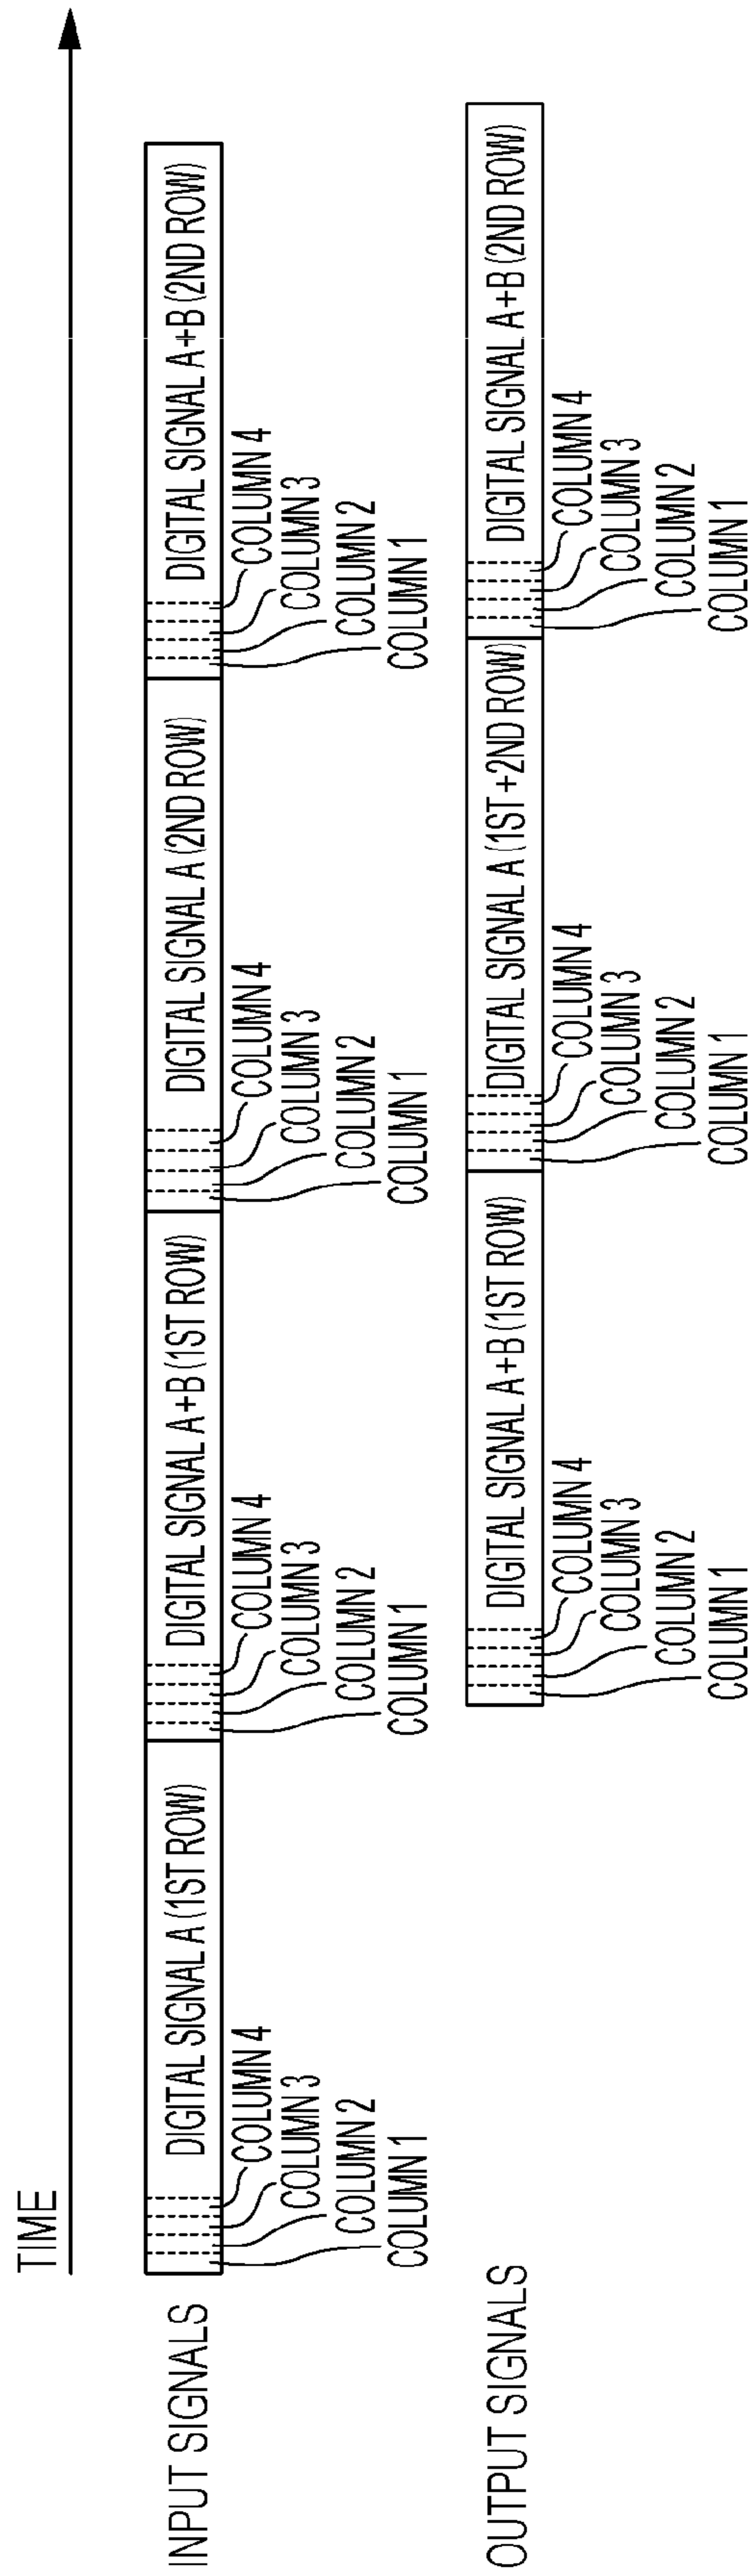 TIME
INPUT SIGNALS
DIGITAL SIGNAL A (1ST ROW)
COLUMN 4
COLUMN 3
COLUMN 2
COLUMN 1
DIGITAL SIGNAL A+B (1ST ROW)
COLUMN 4
COLUMN 3
COLUMN 2
COLUMN 1
DIGITAL SIGNAL A (2ND ROW)
COLUMN 4
COLUMN 3
COLUMN 2
COLUMN 1
DIGITAL SIGNAL A+B (2ND ROW)
COLUMN 4
COLUMN 3
COLUMN 2
COLUMN 1
OUTPUT SIGNALS
DIGITAL SIGNAL A+B (1ST ROW)
COLUMN 4
COLUMN 3
COLUMN 2
COLUMN 1
DIGITAL SIGNAL A (1ST+2ND ROW)
COLUMN 4
COLUMN 3
COLUMN 2
COLUMN 1
DIGITAL SIGNAL A+B (2ND ROW)
COLUMN 4
COLUMN 3
COLUMN 2
COLUMN 1